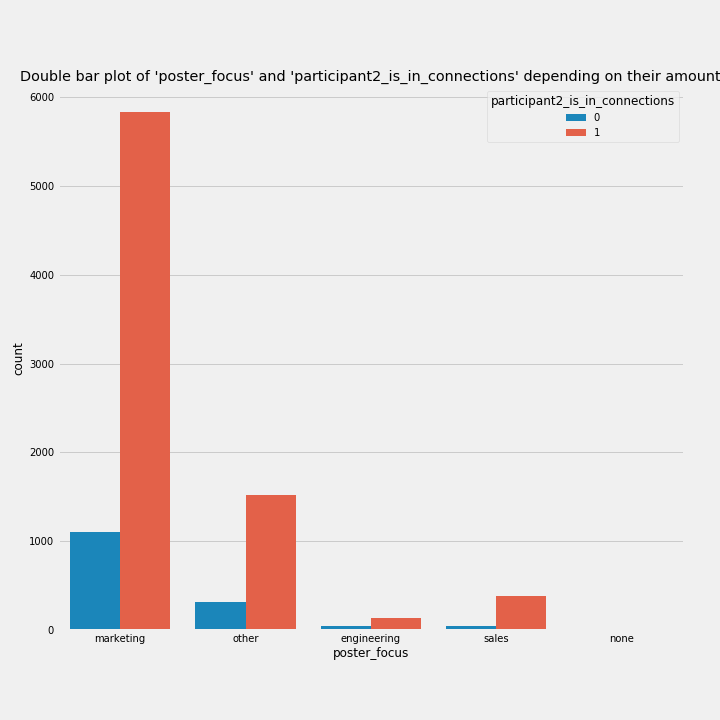 Double bar plot of 'poster_focus' and 'participant2_is_in_connections' depending on their amount
participant2_is_in_connections
0
1
6000
5000
4000
3000
2000
1000
0
count
marketing other engineering sales none
poster_focus